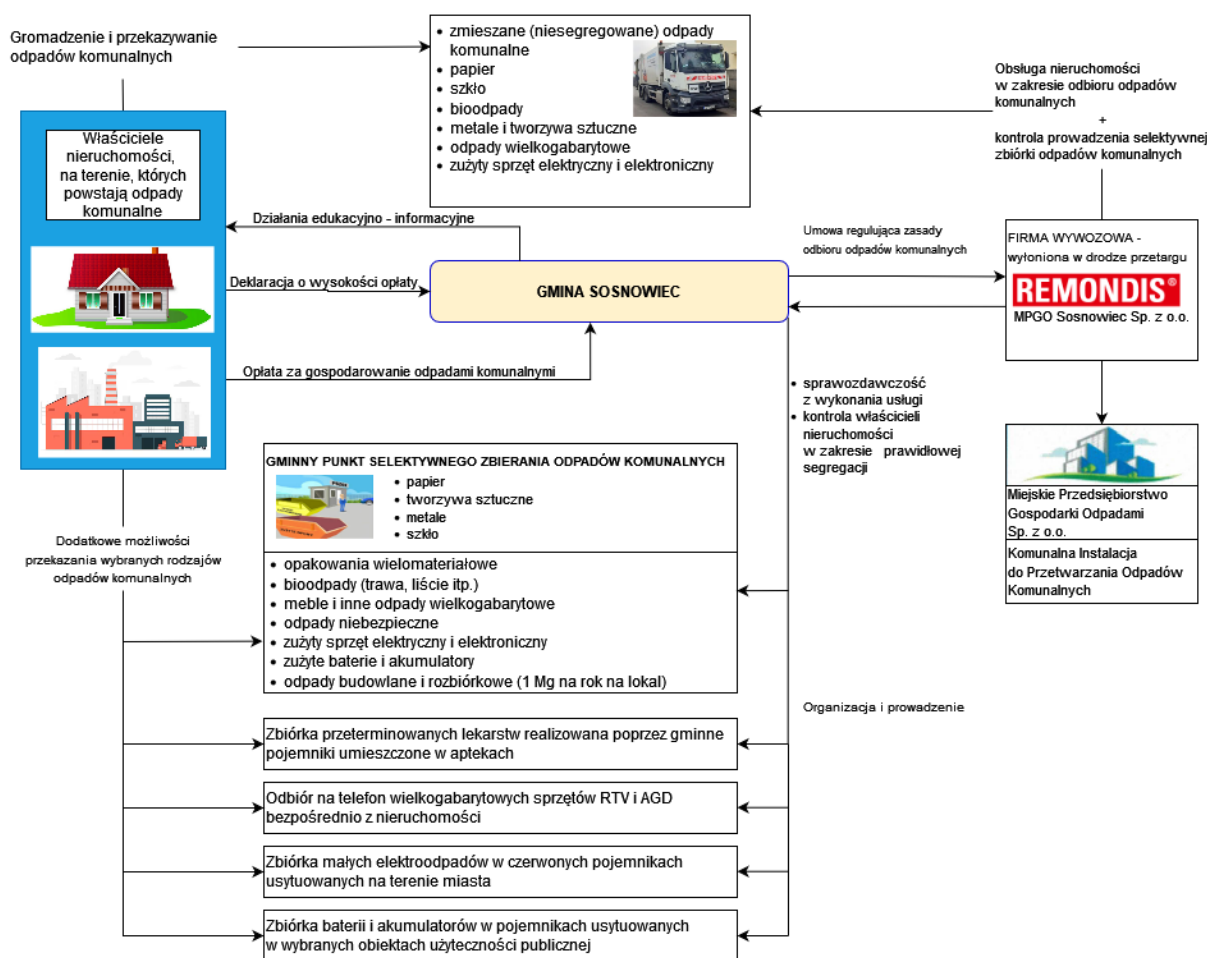 Gromadzenie i przekazywanie
odpadów komunalnych
• zmieszane (niesegregowane) odpady
komunalne
• papier
• szkło
• bioodpady
• metale i tworzywa sztuczne
• odpady wielkogabarytowe
• zużyty sprzęt elektryczny i elektroniczny
Obsługa nieruchomości
w zakresie odbioru odpadów
komunalnych
+
kontrola prowadzenia selektywnej
zbiórki odpadów komunalnych
Właściciele
nieruchomości,
na terenie, których
powstają odpady
komunalne
Działania edukacyjno - informacyjne
Deklaracja o wysokości opłaty
Opłata za gospodarowanie odpadami komunalnymi
GMINA SOSNOWIEC
Umowa regulująca zasady
odbioru odpadów komunalnych
FIRMA WYWOZOWA -
wyłoniona w drodze przetargu
REMONDIS®
MPGO Sosnowiec Sp. z o.o.
• sprawozdawczość
z wykonania usługi
• kontrola właścicieli
nieruchomości
w zakresie prawidłowej
segregacji
Miejskie Przedsiębiorstwo
Gospodarki Odpadami
Sp. z o.o.
Komunalna Instalacja
do Przetwarzania Odpadów
Komunalnych
GMINNY PUNKT SELEKTYWNEGO ZBIERANIA ODPADÓW KOMUNALNYCH
• papier
• tworzywa sztuczne
• metale
• szkło
• opakowania wielomateriałowe
• bioodpady (trawa, liście itp.)
• meble i inne odpady wielkogabarytowe
• odpady niebezpieczne
• zużyty sprzęt elektryczny i elektroniczny
• zużyte baterie i akumulatory
• odpady budowlane i rozbiórkowe (1 Mg na rok na lokal)
Dodatkowe możliwości
przekazania wybranych rodzajów
odpadów komunalnych
Organizacja i prowadzenie
Zbiórka przeterminowanych lekarstw realizowana poprzez gminne
pojemniki umieszczone w aptekach
Odbiór na telefon wielkogabarytowych sprzętów RTV i AGD
bezpośrednio z nieruchomości
Zbiórka małych elektroodpadów w czerwonych pojemnikach
usytuowanych na terenie miasta
Zbiórka baterii i akumulatorów w pojemnikach usytuowanych
w wybranych obiektach użyteczności publicznej